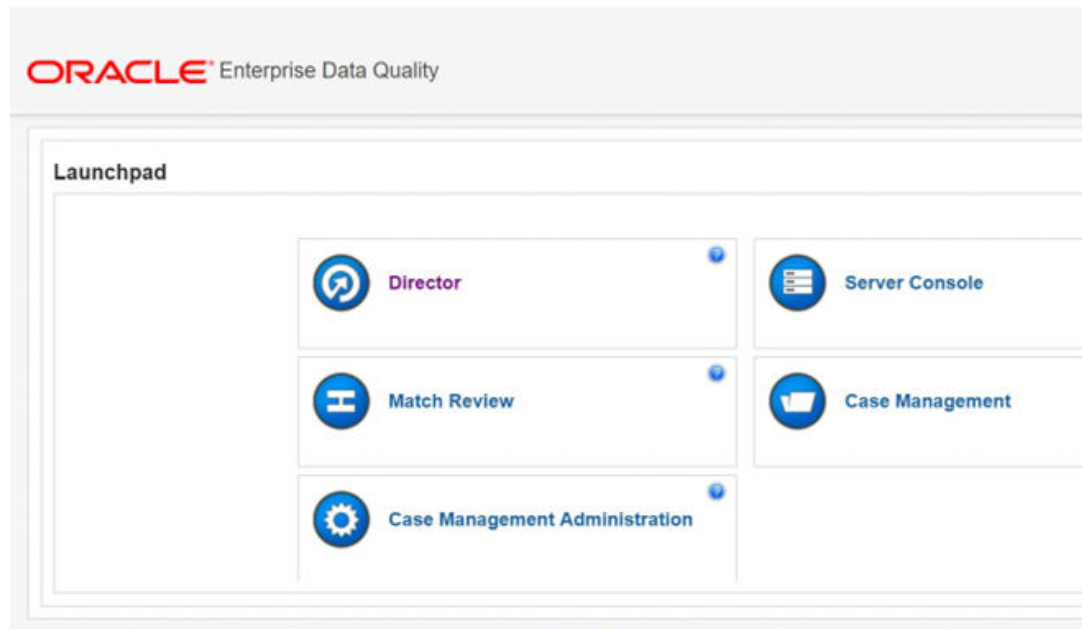 ORACLE® Enterprise Data Quality
Launchpad
Director
Server Console
Match Review
Case Management
Case Management Administration